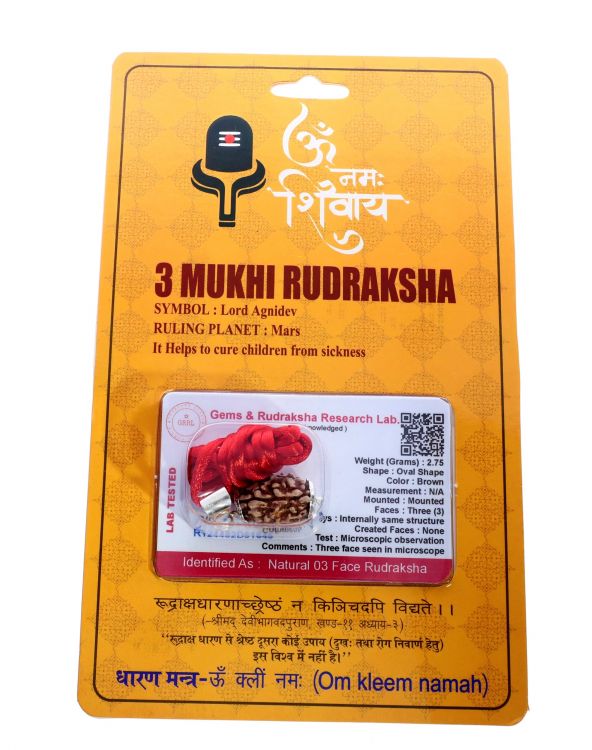 ॐ
नमः
शिवाय
3 MUKHI RUDRAKSHA
SYMBOL : Lord Agnidev
RULING PLANET : Mars
It Helps to cure children from sickness
GRRL
Gems & Rudraksha Research Lab.
LAB TESTED
Weight (Grams) : 2.75
Shape : Oval Shape
Color : Brown
Measurement : N/A
Mounted : Mounted
Faces : Three (3)
: Internally same structure
Created Faces : None
Test : Microscopic observation
Comments : Three face seen in microscope
Identified As : Natural 03 Face Rudraksha
रूद्राक्षधारणाच्छ्रेष्ठं न किञ्चिदपि विद्यते ।।
(-श्रीमद् देवीभागवदपुराण, खण्ड-११ अध्याय-३)
"रूद्राक्ष धारण से श्रेष्ठ दूसरा कोई उपाय (दुखः तथा रोग निवार्ण हेतु)
इस विश्व में नहीं है।"
धारण मन्त्र-ॐ क्लीं नमः (Om kleem namah)